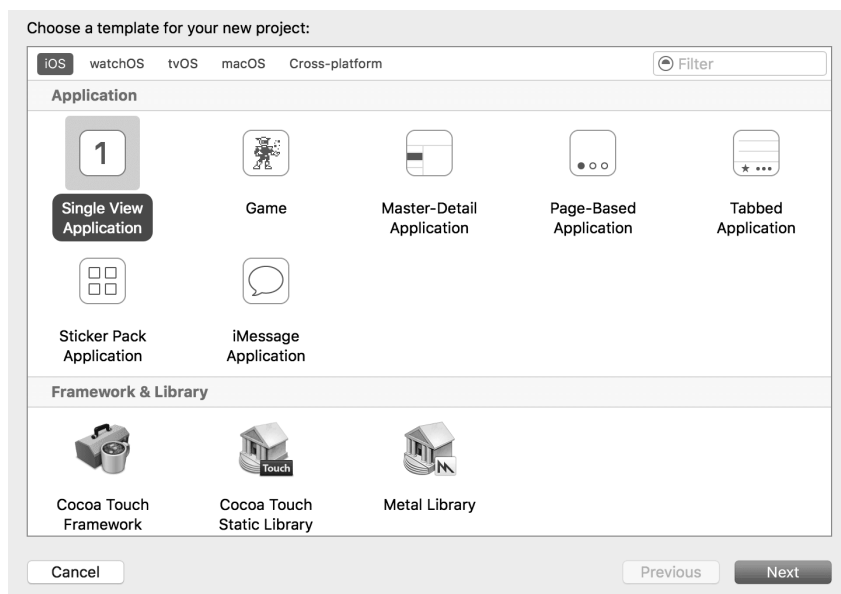 Choose a template for your new project:
iOS watchOS tvOS macOS Cross-platform Filter
Application
1
Single View Application
Game
Master-Detail Application
Page-Based Application
Tabbed Application
Sticker Pack Application
iMessage Application
Framework & Library
Touch
Cocoa Touch Framework
Cocoa Touch Static Library
Metal Library
Cancel Previous Next